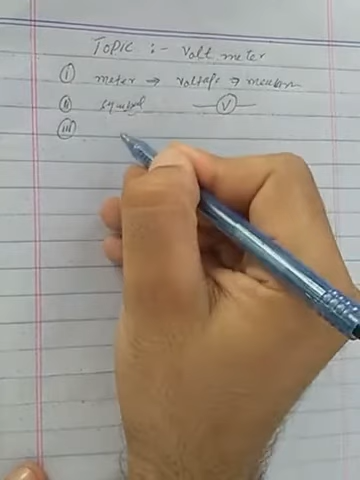 TOPIC :- Volt meter
(i) meter → voltage → measure
(ii) symbol —(V)—
(iii)